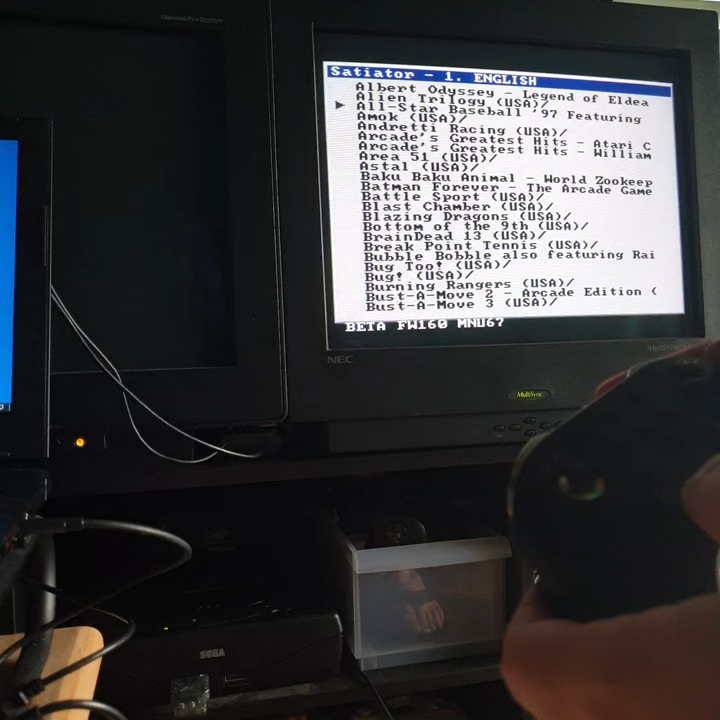 Satiator - 1. ENGLISH
Albert Odyssey - Legend of Eldea
Alien Trilogy (USA)/
All-Star Baseball '97 Featuring
Amok (USA)/
Andretti Racing (USA)/
Arcade's Greatest Hits - Atari C
Arcade's Greatest Hits - William
Area 51 (USA)/
Astal (USA)/
Baku Baku Animal - World Zookeep
Batman Forever - The Arcade Game
Battle Sport (USA)/
Blast Chamber (USA)/
Blazing Dragons (USA)/
Bottom of the 9th (USA)/
BrainDead 13 (USA)/
Break Point Tennis (USA)/
Bubble Bobble also featuring Rai
Bug Too! (USA)/
Bug! (USA)/
Burning Rangers (USA)/
Bust-A-Move 2 - Arcade Edition (
Bust-A-Move 3 (USA)/
BETA FW160 MNU67
NEC
MultiSync
SEGA